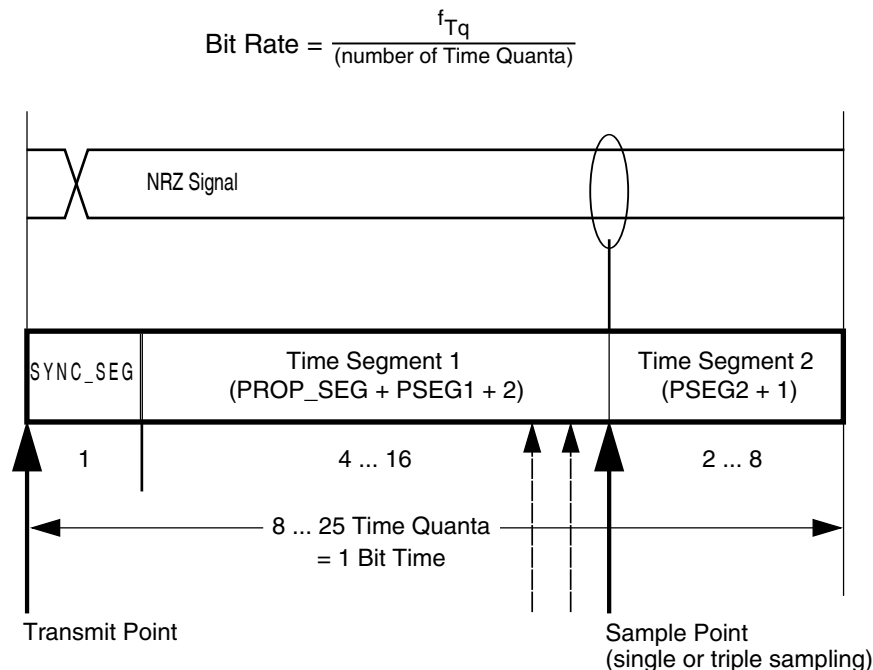 Bit Rate = fTq
(number of Time Quanta)
NRZ Signal
SYNC_SEG
Time Segment 1
(PROP_SEG + PSEG1 + 2)
Time Segment 2
(PSEG2 + 1)
1
4 ... 16
2 ... 8
8 ... 25 Time Quanta
= 1 Bit Time
Transmit Point
Sample Point
(single or triple sampling)